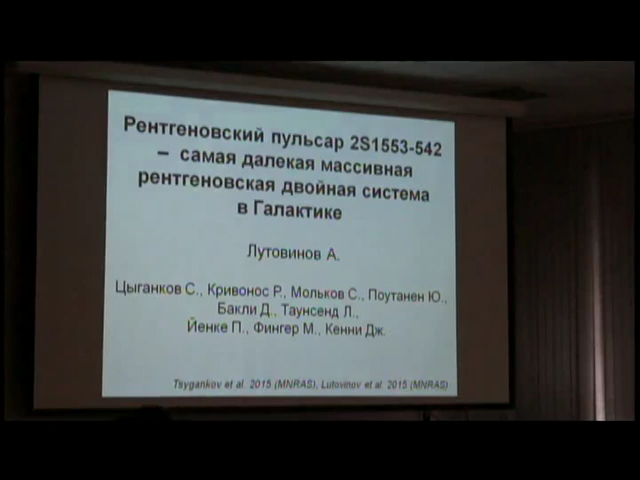 Рентгеновский пульсар 2S1553-542
– самая далекая массивная
рентгеновская двойная система
в Галактике
Лутовинов А.
Цыганков С., Кривонос Р., Мольков С., Поутанен Ю.,
Бакли Д., Таунсенд Л.,
Йенке П., Фингер М., Кенни Дж.
Tsygankov et al. 2015 (MNRAS), Lutovinov et al. 2015 (MNRAS)